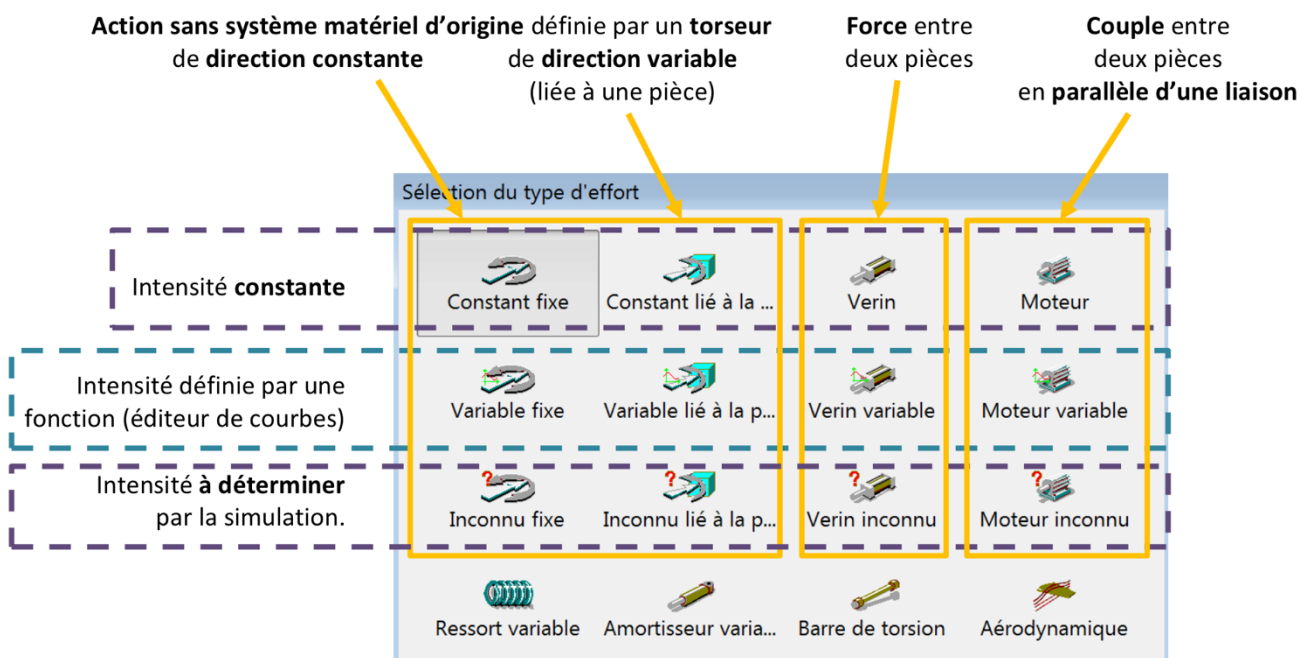 Action sans système matériel d'origine définie par un torseur
de direction constante
de direction variable
(liée à une pièce)
Force entre
deux pièces
Couple entre
deux pièces
en parallèle d'une liaison
Sélection du type d'effort
Intensité constante
Constant fixe
Constant lié à la ...
Verin
Moteur
Intensité définie par une
fonction (éditeur de courbes)
Variable fixe
Variable lié à la p...
Verin variable
Moteur variable
Intensité à déterminer
par la simulation.
?
?
?
?
Inconnu fixe
Inconnu lié à la p...
Verin inconnu
Moteur inconnu
Ressort variable
Amortisseur varia...
Barre de torsion
Aérodynamique